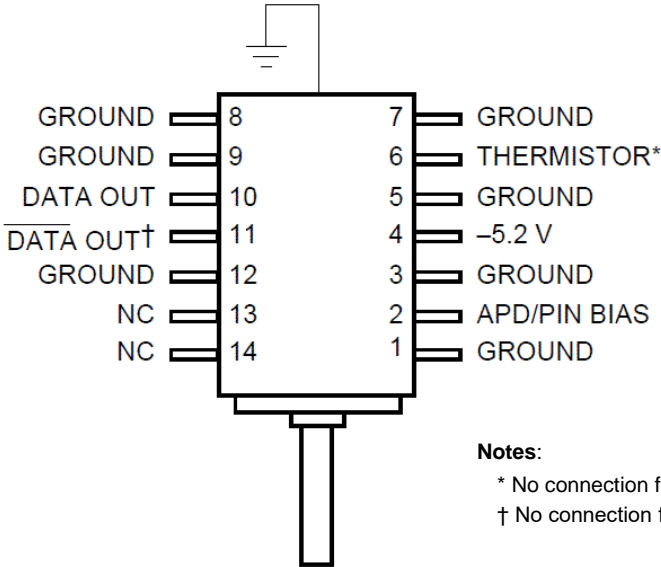 GROUND 8 7 GROUND
GROUND 9 6 THERMISTOR*
DATA OUT 10 5 GROUND
DATA OUT† 11 4 –5.2 V
GROUND 12 3 GROUND
NC 13 2 APD/PIN BIAS
NC 14 1 GROUND
Notes:
* No connection
† No connection